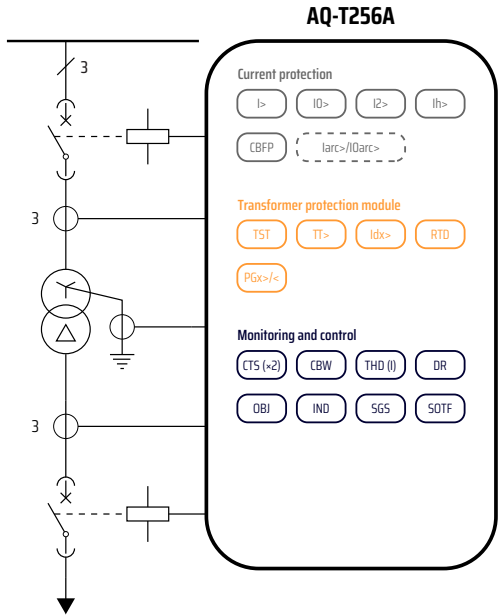 AQ-T256A
3
Current protection
I> I0> I2> Ih>
CBFP Iarc>/I0arc>
Transformer protection module
3
TST TT> Idx> RTD
PGx>/<
Monitoring and control
CTS (×2) CBW THD (I) DR
OBJ IND SGS SOTF
3